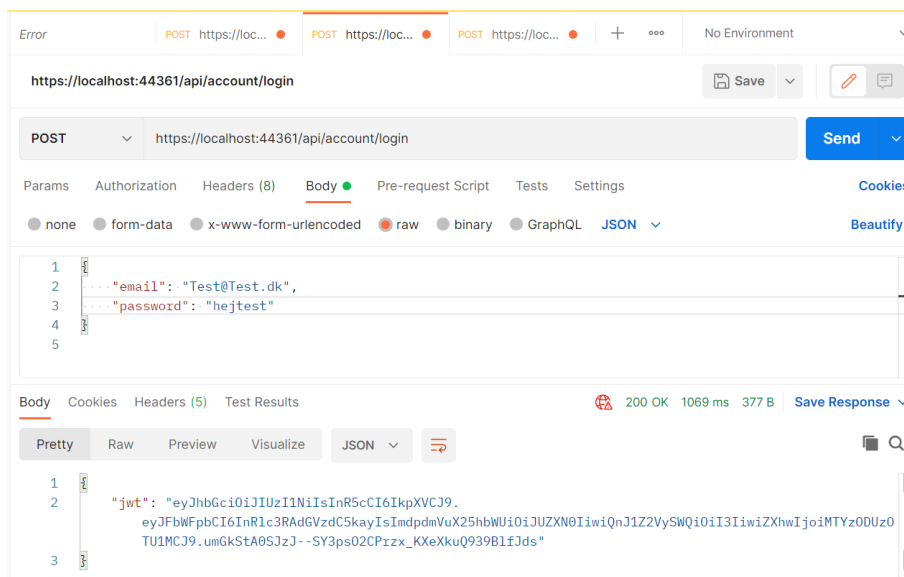 Error POST https://loc... POST https://loc... POST https://loc... No Environment
https://localhost:44361/api/account/login Save
POST https://localhost:44361/api/account/login Send
Params Authorization Headers (8) Body Pre-request Script Tests Settings Cookies
none form-data x-www-form-urlencoded raw binary GraphQL JSON Beautify
1 {
2 "email": "Test@Test.dk",
3 "password": "hejtest"
4 }
5
Body Cookies Headers (5) Test Results 200 OK 1069 ms 377 B Save Response
Pretty Raw Preview Visualize JSON
1 {
2 "jwt": "eyJhbGciOiJIUzI1NiIsInR5cCI6IkpXVCJ9.
eyJFbWFpbCI6InRlc3RAdGVzdC5kayIsImdpdmVuX25hbWUiOiJUZXN0IiwiQnJ1Z2VySWQiOiI3IiwiZXhwIjoiMTYzODUzO
TU1MCJ9.umGkStA0SJzJ--SY3psO2CPrzx_KXeXkuQ939BlfJds"
3 }